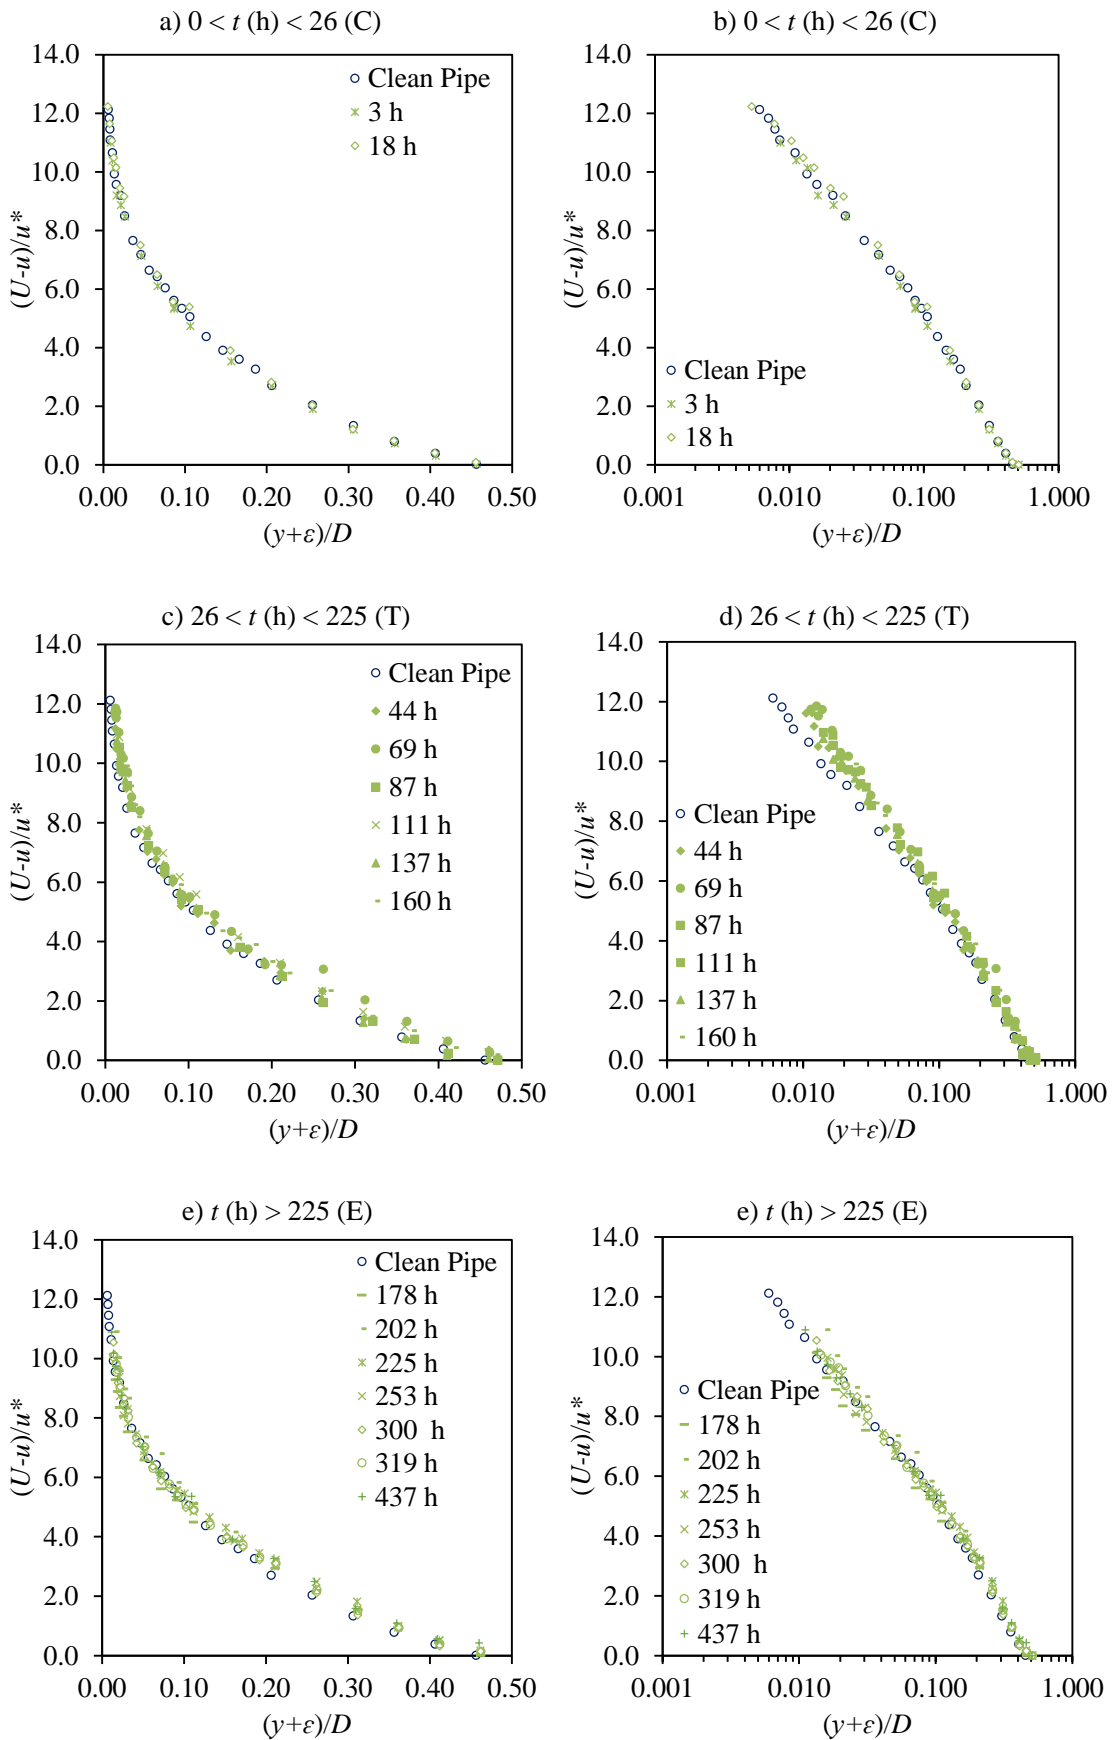 a) 0 < t (h) < 26 (C)
14.0
12.0
10.0
8.0
6.0
4.0
2.0
0.0
(U-u)/u*
Clean Pipe
3 h
18 h
0.00 0.10 0.20 0.30 0.40 0.50
(y+ε)/D
b) 0 < t (h) < 26 (C)
14.0
12.0
10.0
8.0
6.0
4.0
2.0
0.0
(U-u)/u*
Clean Pipe
3 h
18 h
0.001 0.010 0.100 1.000
(y+ε)/D
c) 26 < t (h) < 225 (T)
14.0
12.0
10.0
8.0
6.0
4.0
2.0
0.0
(U-u)/u*
Clean Pipe
44 h
69 h
87 h
111 h
137 h
160 h
0.00 0.10 0.20 0.30 0.40 0.50
(y+ε)/D
d) 26 < t (h) < 225 (T)
14.0
12.0
10.0
8.0
6.0
4.0
2.0
0.0
(U-u)/u*
Clean Pipe
44 h
69 h
87 h
111 h
137 h
160 h
0.001 0.010 0.100 1.000
(y+ε)/D
e) t (h) > 225 (E)
14.0
12.0
10.0
8.0
6.0
4.0
2.0
0.0
((U-u)/u*
Clean Pipe
178 h
202 h
225 h
253 h
300 h
319 h
437 h
0.00 0.10 0.20 0.30 0.40 0.50
(y+ε)/D
e) t (h) > 225 (E)
14.0
12.0
10.0
8.0
6.0
4.0
2.0
0.0
((U-u)/u*
Clean Pipe
178 h
202 h
225 h
253 h
300 h
319 h
437 h
0.001 0.010 0.100 1.000
(y+ε)/D